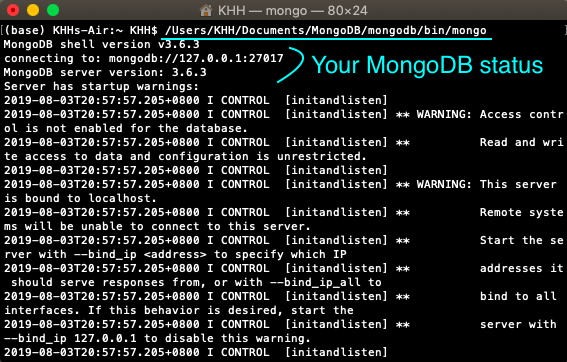 KHH — mongo — 80×24
[(base) KHHs-Air:~ KHH$ /Users/KHH/Documents/MongoDB/mongodb/bin/mongo ]
MongoDB shell version v3.6.3
connecting to: mongodb://127.0.0.1:27017
MongoDB server version: 3.6.3
Your MongoDB status
Server has startup warnings:
2019-08-03T20:57:57.205+0800 I CONTROL  [initandlisten]
2019-08-03T20:57:57.205+0800 I CONTROL  [initandlisten] ** WARNING: Access contr
ol is not enabled for the database.
2019-08-03T20:57:57.205+0800 I CONTROL  [initandlisten] **          Read and wri
te access to data and configuration is unrestricted.
2019-08-03T20:57:57.205+0800 I CONTROL  [initandlisten]
2019-08-03T20:57:57.205+0800 I CONTROL  [initandlisten] ** WARNING: This server
is bound to localhost.
2019-08-03T20:57:57.205+0800 I CONTROL  [initandlisten] **          Remote syste
ms will be unable to connect to this server.
2019-08-03T20:57:57.205+0800 I CONTROL  [initandlisten] **          Start the se
rver with --bind_ip <address> to specify which IP
2019-08-03T20:57:57.205+0800 I CONTROL  [initandlisten] **          addresses it
 should serve responses from, or with --bind_ip_all to
2019-08-03T20:57:57.205+0800 I CONTROL  [initandlisten] **          bind to all
interfaces. If this behavior is desired, start the
2019-08-03T20:57:57.205+0800 I CONTROL  [initandlisten] **          server with
--bind_ip 127.0.0.1 to disable this warning.
2019-08-03T20:57:57.205+0800 I CONTROL  [initandlisten]